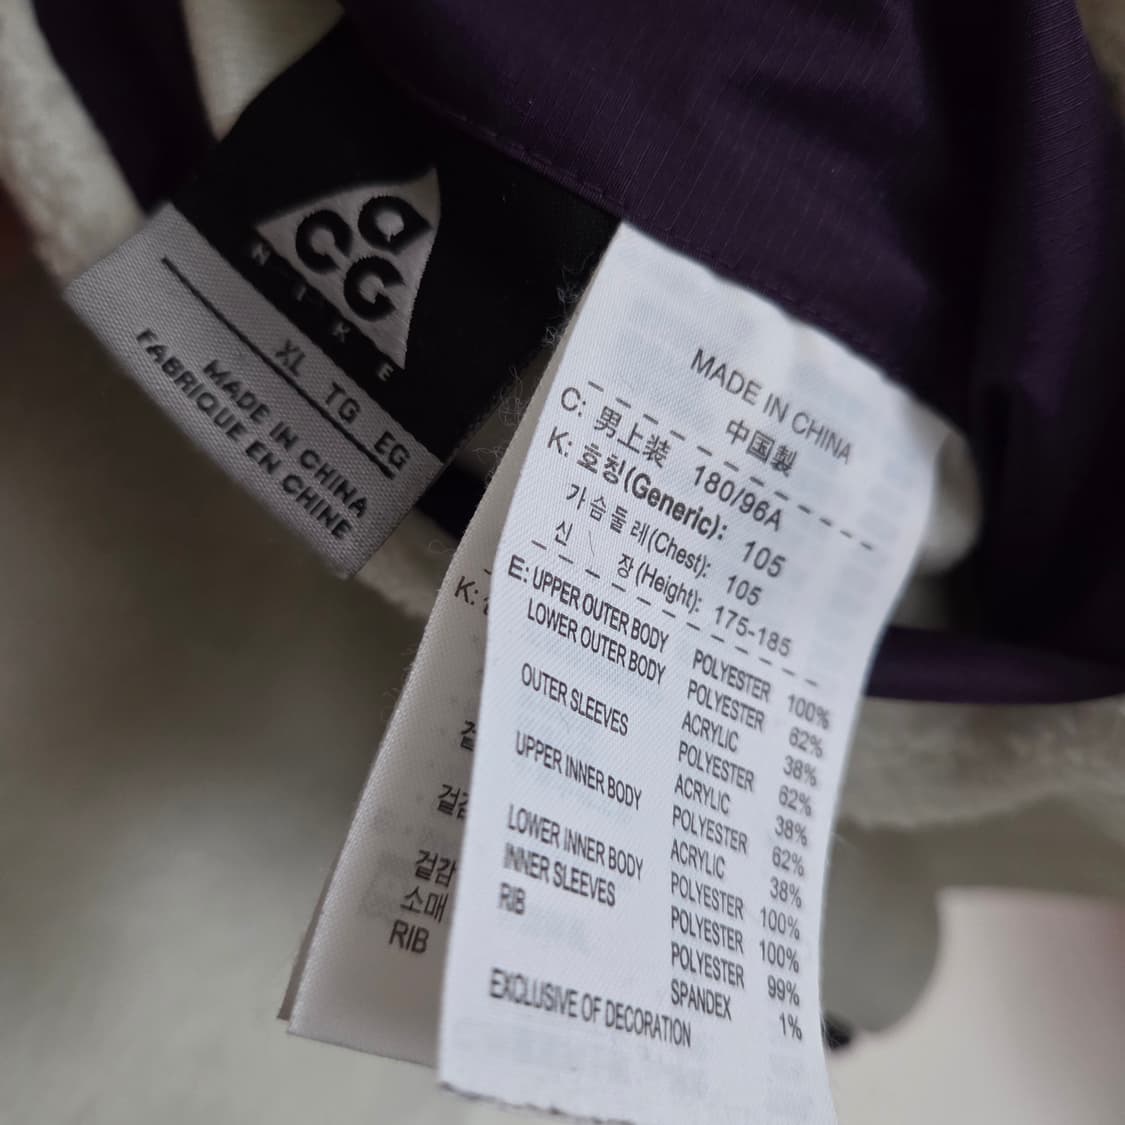 aCG
NIKE
XL TG EG
MADE IN CHINA
FABRIQUE EN CHINE
MADE IN CHINA
中国製
C: 男上装 180/96A
K: 호칭(Generic): 105
가슴둘레(Chest): 105
신 장(Height): 175-185
E: UPPER OUTER BODY POLYESTER 100%
LOWER OUTER BODY POLYESTER 62%
ACRYLIC 38%
OUTER SLEEVES POLYESTER 62%
ACRYLIC 38%
UPPER INNER BODY POLYESTER 62%
ACRYLIC 38%
LOWER INNER BODY POLYESTER 100%
INNER SLEEVES POLYESTER 100%
RIB POLYESTER 99%
SPANDEX 1%
EXCLUSIVE OF DECORATION
K:
겉감
소매
RIB